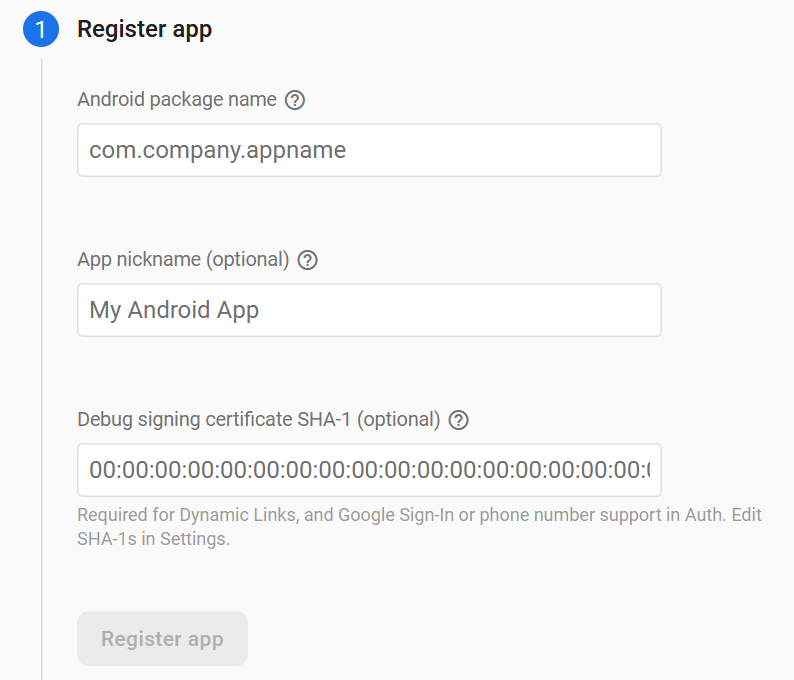 1 Register app
Android package name ?
com.company.appname
App nickname (optional) ?
My Android App
Debug signing certificate SHA-1 (optional) ?
00:00:00:00:00:00:00:00:00:00:00:00:00:00:00:00:00:
Required for Dynamic Links, and Google Sign-In or phone number support in Auth. Edit
SHA-1s in Settings.
Register app